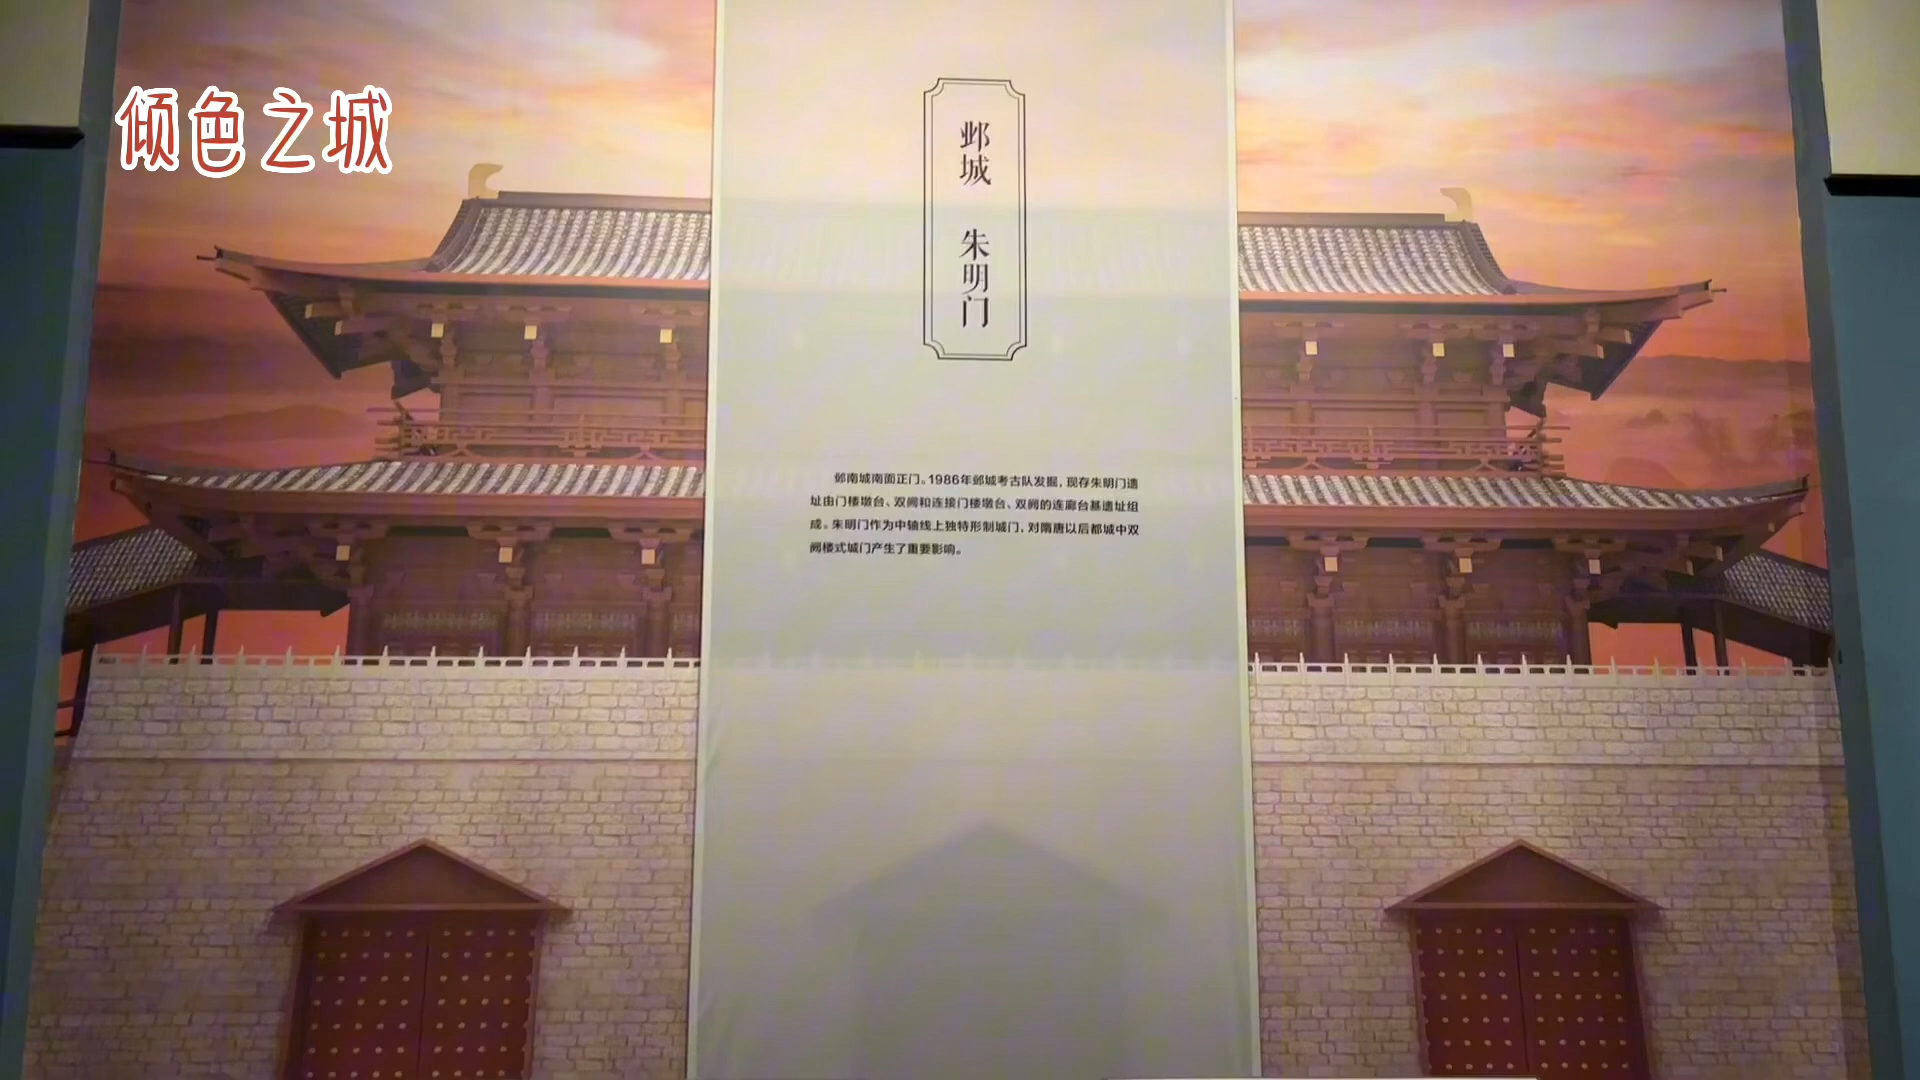 倾色之城
邺城 朱明门
邺南城南面正门。1986年邺城考古队发掘，现存朱明门遗
址由门楼墩台、双阙和连接门楼墩台、双阙的连廊台基遗址组
成。朱明门作为中轴线上独特形制城门，对隋唐以后都城中双
阙楼式城门产生了重要影响。